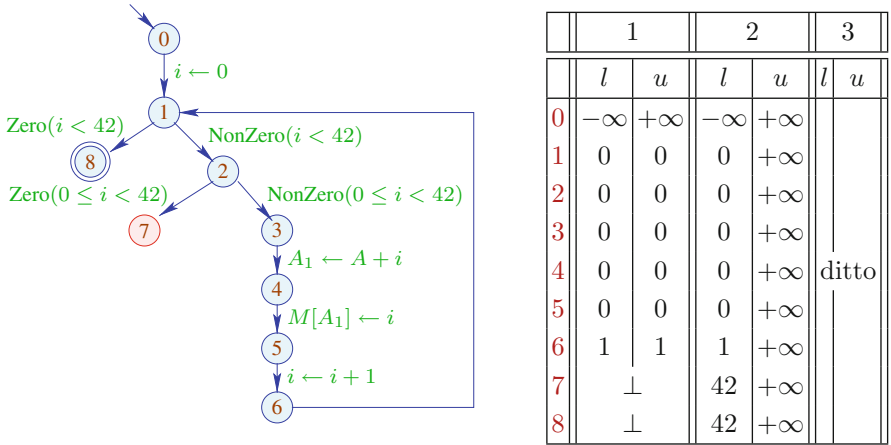 0
i ← 0
1
Zero(i < 42)
NonZero(i < 42)
8
2
Zero(0 ≤ i < 42)
NonZero(0 ≤ i < 42)
7
3
A₁ ← A + i
4
M[A₁] ← i
5
i ← i + 1
6
1 2 3
l u l u l u
0 −∞ +∞ −∞ +∞
1 0 0 0 +∞
2 0 0 0 +∞
3 0 0 0 +∞
4 0 0 0 +∞ ditto
5 0 0 0 +∞
6 1 1 1 +∞
7 ⊥ 42 +∞
8 ⊥ 42 +∞